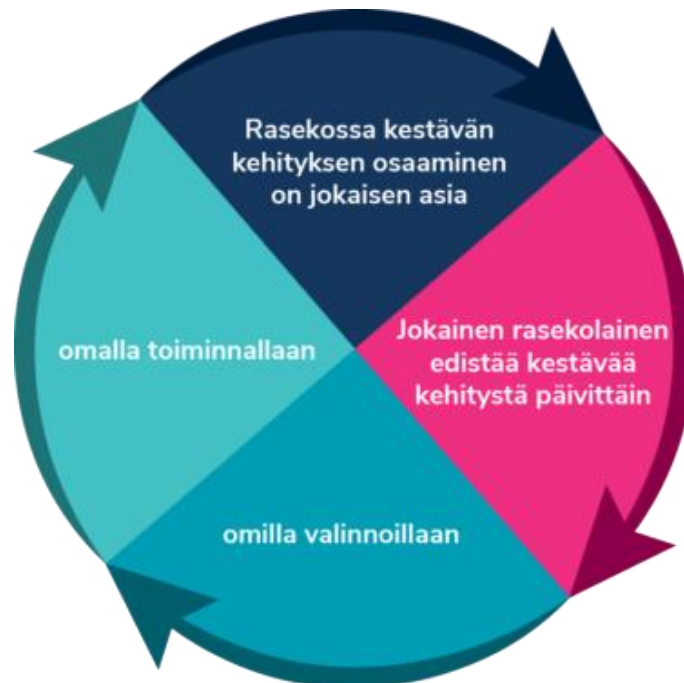 Rasekossa kestävän
kehityksen osaaminen
on jokaisen asia
Jokainen rasekolainen
edistää kestävää
kehitystä päivittäin
omilla valinnoillaan
omalla toiminnallaan